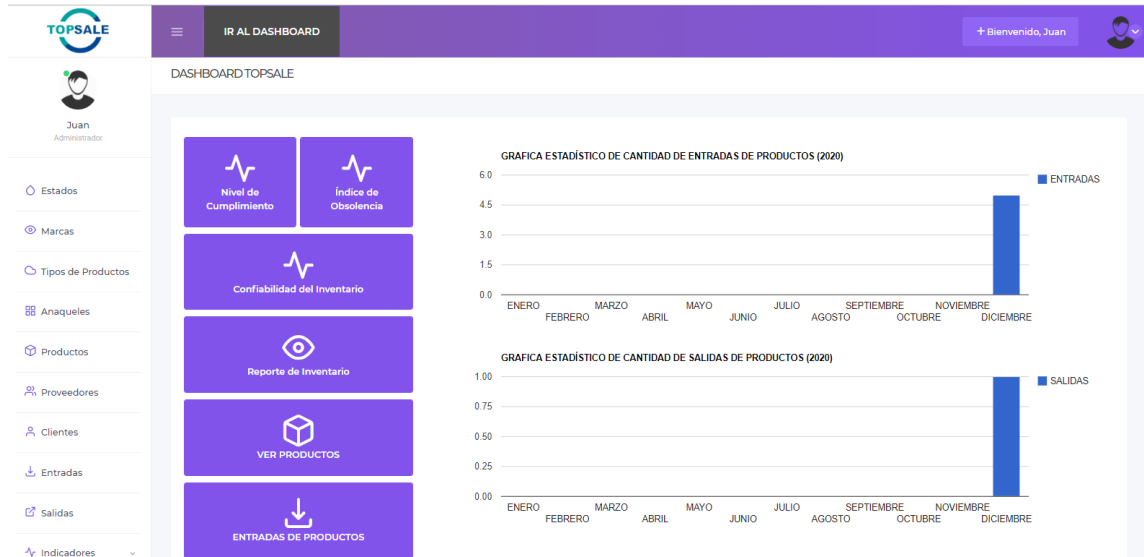 TOPSALE
IR AL DASHBOARD
+ Bienvenido, Juan
DASHBOARD TOPSALE
Juan
Administrador
Estados
Marcas
Tipos de Productos
Anaqueles
Productos
Proveedores
Clientes
Entradas
Salidas
Indicadores
Nivel de
Cumplimiento
Índice de
Obsolencia
Confiabilidad del Inventario
Reporte de Inventario
VER PRODUCTOS
ENTRADAS DE PRODUCTOS
GRAFICA ESTADÍSTICO DE CANTIDAD DE ENTRADAS DE PRODUCTOS (2020)
6.0
4.5
3.0
1.5
0.0
ENERO
FEBRERO
MARZO
ABRIL
MAYO
JUNIO
JULIO
AGOSTO
SEPTIEMBRE
OCTUBRE
NOVIEMBRE
DICIEMBRE
ENTRADAS
GRAFICA ESTADÍSTICO DE CANTIDAD DE SALIDAS DE PRODUCTOS (2020)
1.00
0.75
0.50
0.25
0.00
ENERO
FEBRERO
MARZO
ABRIL
MAYO
JUNIO
JULIO
AGOSTO
SEPTIEMBRE
OCTUBRE
NOVIEMBRE
DICIEMBRE
SALIDAS